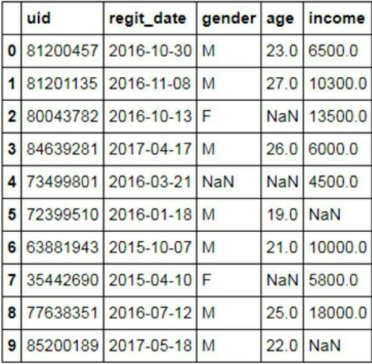 uid regit_date gender age income
0 81200457 2016-10-30 M 23.0 6500.0
1 81201135 2016-11-08 M 27.0 10300.0
2 80043782 2016-10-13 F NaN 13500.0
3 84639281 2017-04-17 M 26.0 6000.0
4 73499801 2016-03-21 NaN NaN 4500.0
5 72399510 2016-01-18 M 19.0 NaN
6 63881943 2015-10-07 M 21.0 10000.0
7 35442690 2015-04-10 F NaN 5800.0
8 77638351 2016-07-12 M 25.0 18000.0
9 85200189 2017-05-18 M 22.0 NaN